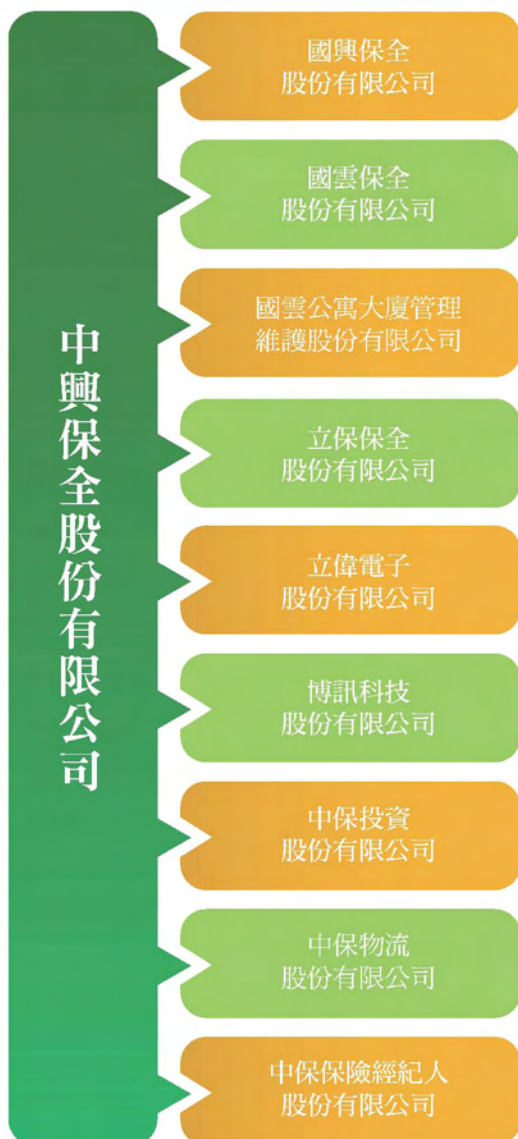 中興保全股份有限公司
國興保全
股份有限公司
國雲保全
股份有限公司
國雲公寓大廈管理
維護股份有限公司
立保保全
股份有限公司
立偉電子
股份有限公司
博訊科技
股份有限公司
中保投資
股份有限公司
中保物流
股份有限公司
中保保險經紀人
股份有限公司